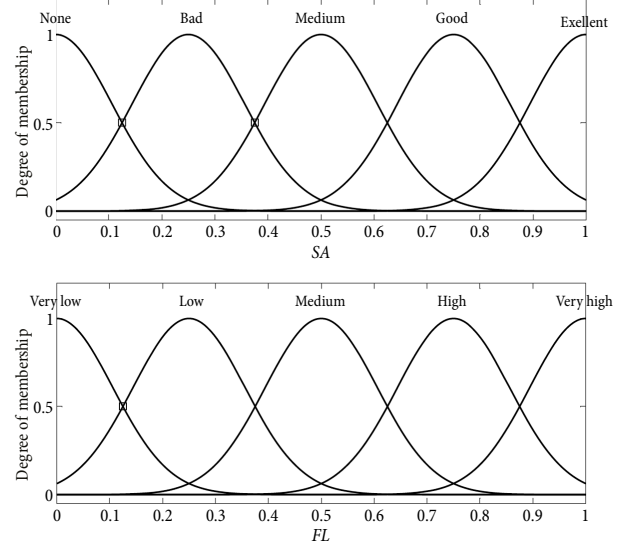 None Bad Medium Good Exellent
1
0.5
0
Degree of membership
0 0.1 0.2 0.3 0.4 0.5 0.6 0.7 0.8 0.9 1
SA
Very low Low Medium High Very high
1
0.5
0
Degree of membership
0 0.1 0.2 0.3 0.4 0.5 0.6 0.7 0.8 0.9 1
FL